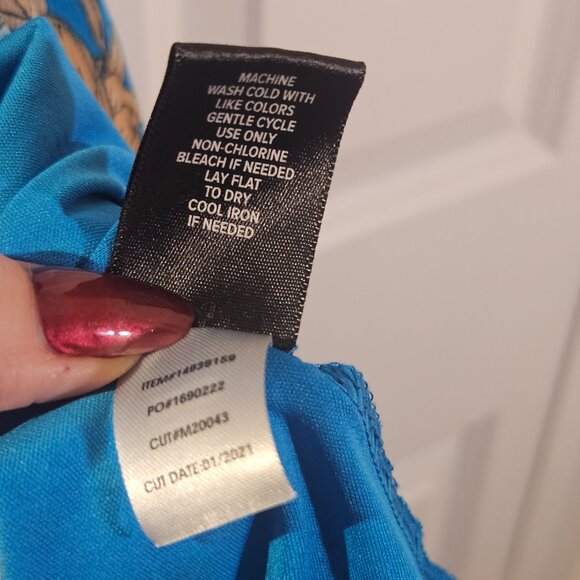 MACHINE
WASH COLD WITH
LIKE COLORS
GENTLE CYCLE
USE ONLY
NON-CHLORINE
BLEACH IF NEEDED
LAY FLAT
TO DRY
COOL IRON
IF NEEDED
ITEM#14938159
PO#1690222
CUT#M20043
CUT DATE:01/2021